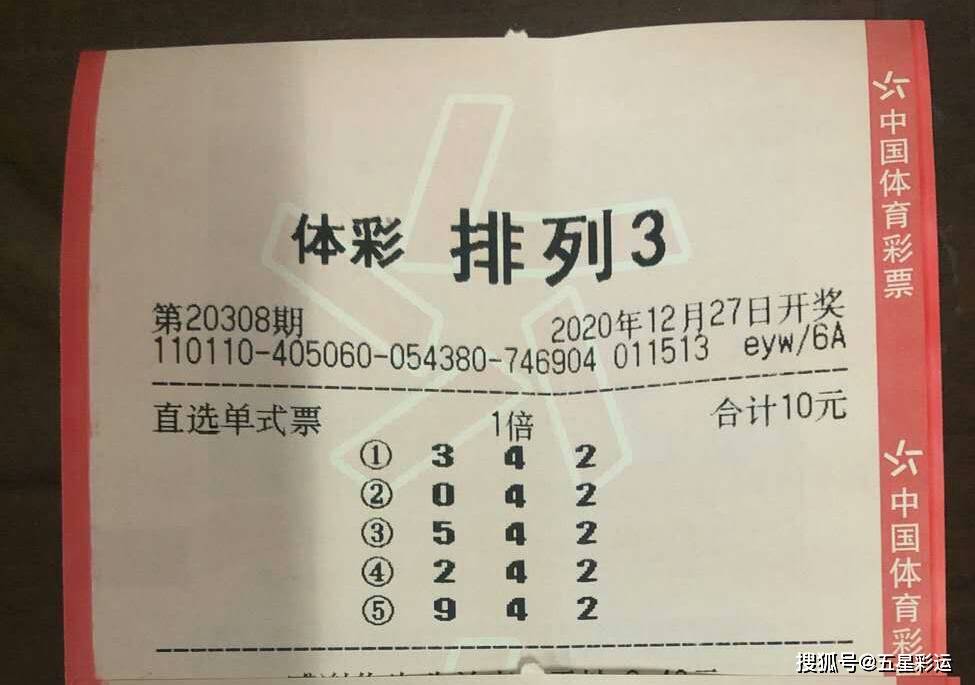 体彩 排列3
第20308期 2020年12月27日开奖
110110-405060-054380-746904 011513 eyw/6A
直选单式票 1倍 合计10元
① 3 4 2
② 0 4 2
③ 5 4 2
④ 2 4 2
⑤ 9 4 2
中国体育彩票
中国体育彩
搜狐号@五星彩运